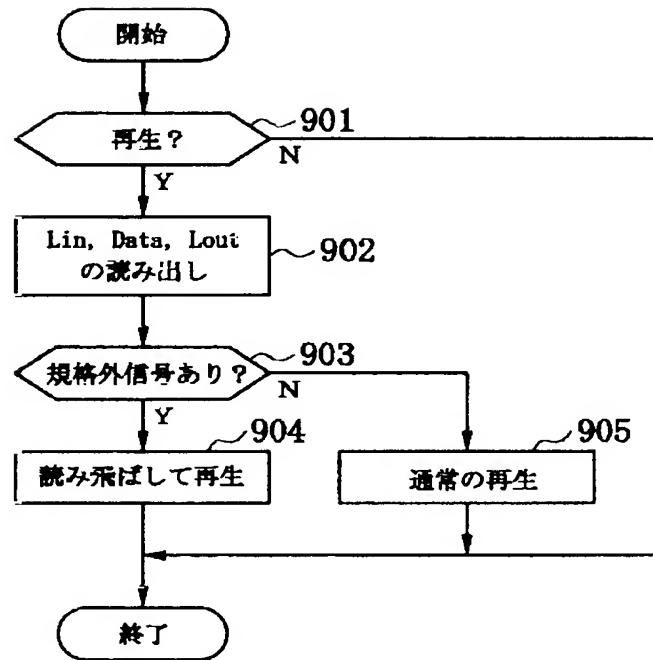 開始
再生？
901
N
Y
Lin, Data, Lout
の読み出し
902
規格外信号あり？
903
N
Y
読み飛ばして再生
904
通常の再生
905
終了